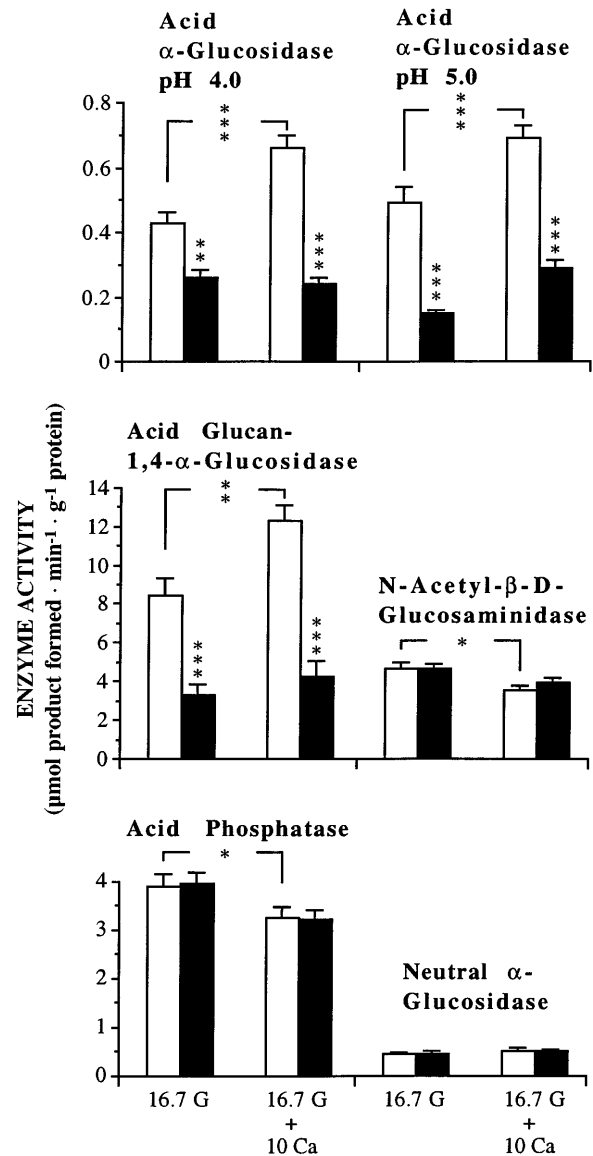 Acid
α-Glucosidase
pH 4.0
Acid
α-Glucosidase
pH 5.0
0.8
0.6
0.4
0.2
0
***
**
***
***
***
***
ENZYME ACTIVITY
(μmol product formed · min-1 · g-1 protein)
Acid Glucan-
1,4-α-Glucosidase
14
12
10
8
6
4
2
0
**
***
***
N-Acetyl-β-D-
Glucosaminidase
*
Acid Phosphatase
*
4
3
2
1
0
Neutral α-
Glucosidase
16.7 G
16.7 G
+
10 Ca
16.7 G
16.7 G
+
10 Ca